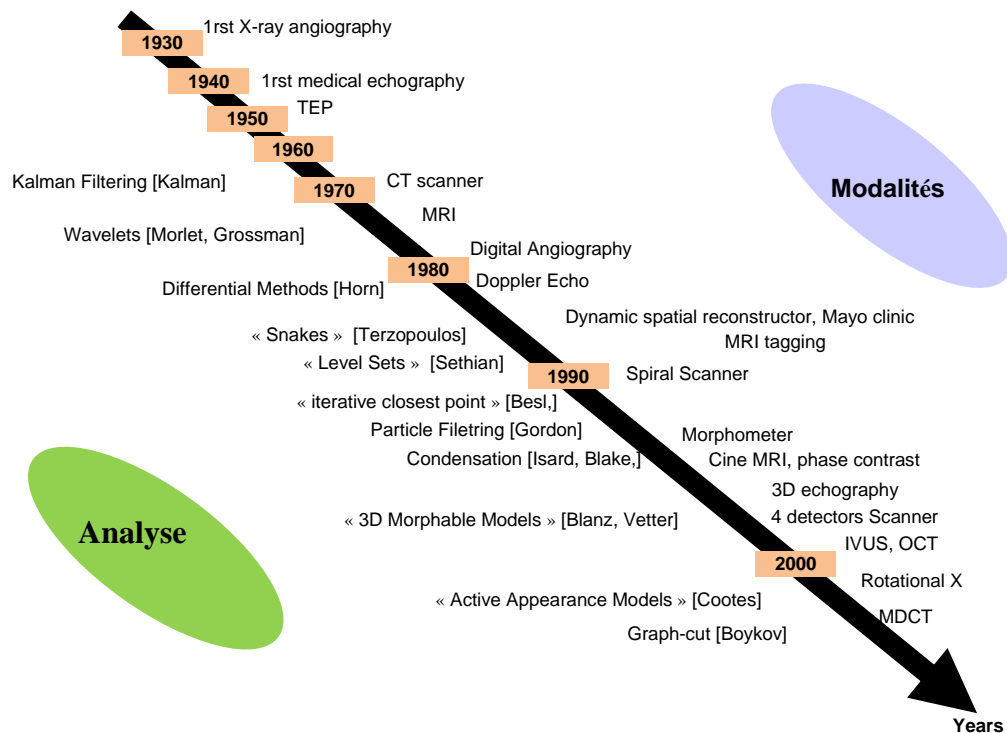 1rst X-ray angiography
1930
1940
1rst medical echography
1950
TEP
1960
Kalman Filtering [Kalman]
1970
CT scanner
Modalités
MRI
Wavelets [Morlet, Grossman]
Digital Angiography
1980
Doppler Echo
Differential Methods [Horn]
Dynamic spatial reconstructor, Mayo clinic
MRI tagging
« Snakes » [Terzopoulos]
« Level Sets » [Sethian]
1990
Spiral Scanner
« iterative closest point » [Besl,]
Particle Filetring [Gordon]
Morphometer
Condensation [Isard, Blake,]
Cine MRI, phase contrast
3D echography
« 3D Morphable Models » [Blanz, Vetter]
4 detectors Scanner
Analyse
IVUS, OCT
2000
Rotational X
« Active Appearance Models » [Cootes]
MDCT
Graph-cut [Boykov]
Years